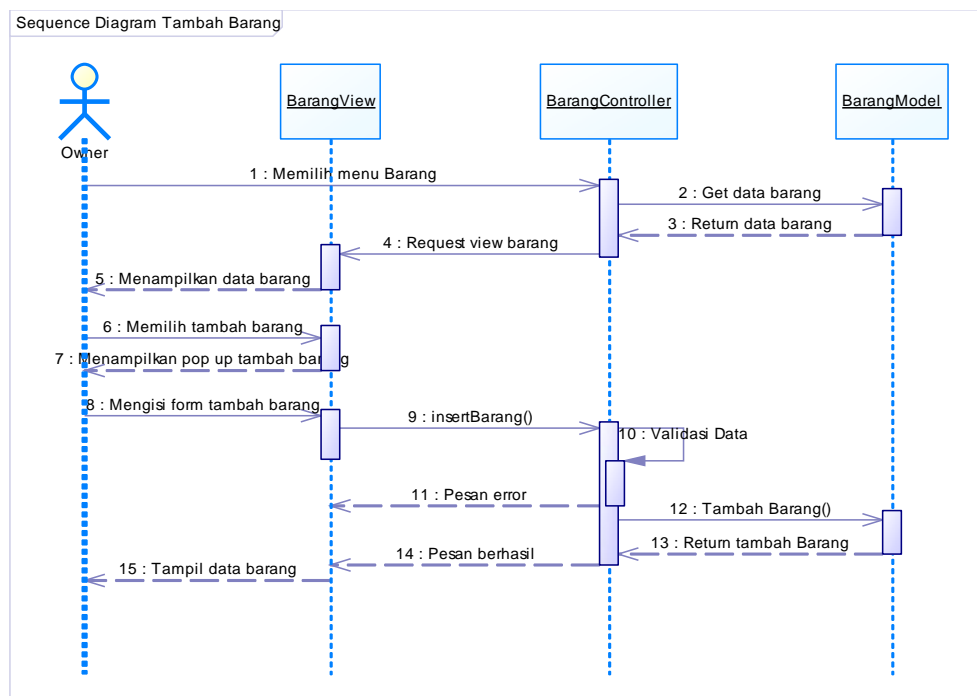 Sequence Diagram Tambah Barang
BarangView
BarangController
BarangModel
Owner
1 : Memilih menu Barang
2 : Get data barang
3 : Return data barang
4 : Request view barang
5 : Menampilkan data barang
6 : Memilih tambah barang
7 : Menampilkan pop up tambah barang
8 : Mengisi form tambah barang
9 : insertBarang()
10 : Validasi Data
11 : Pesan error
12 : Tambah Barang()
13 : Return tambah Barang
14 : Pesan berhasil
15 : Tampil data barang